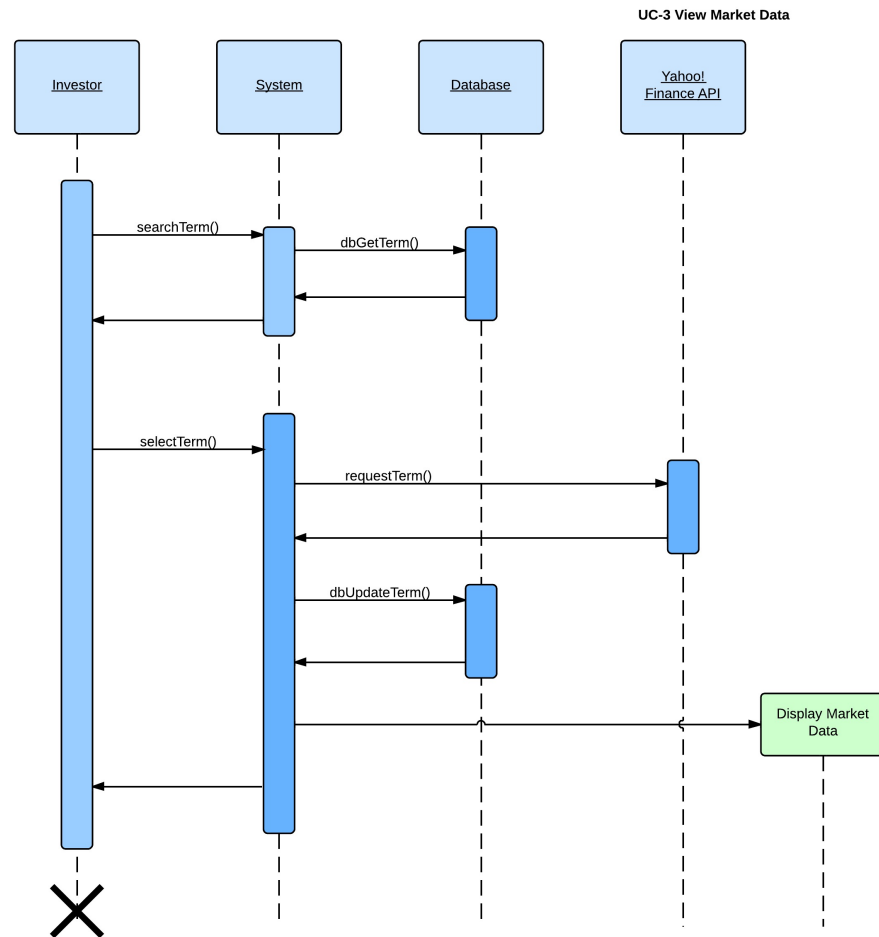 UC-3 View Market Data
Investor
System
Database
Yahoo!
Finance API
searchTerm()
dbGetTerm()
selectTerm()
requestTerm()
dbUpdateTerm()
Display Market
Data